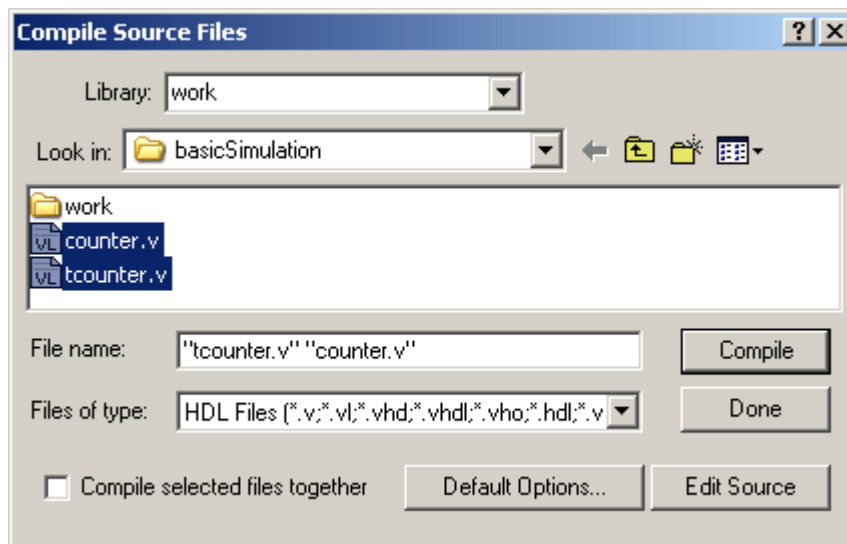 Compile Source Files
Library: work
Look in: basicSimulation
work
counter.v
tcounter.v
File name: "tcounter.v" "counter.v" Compile
Files of type: HDL Files (*.v;*.vl;*.vhd;*.vhdl;*.vho;*.hdl;*.v Done
Compile selected files together Default Options... Edit Source